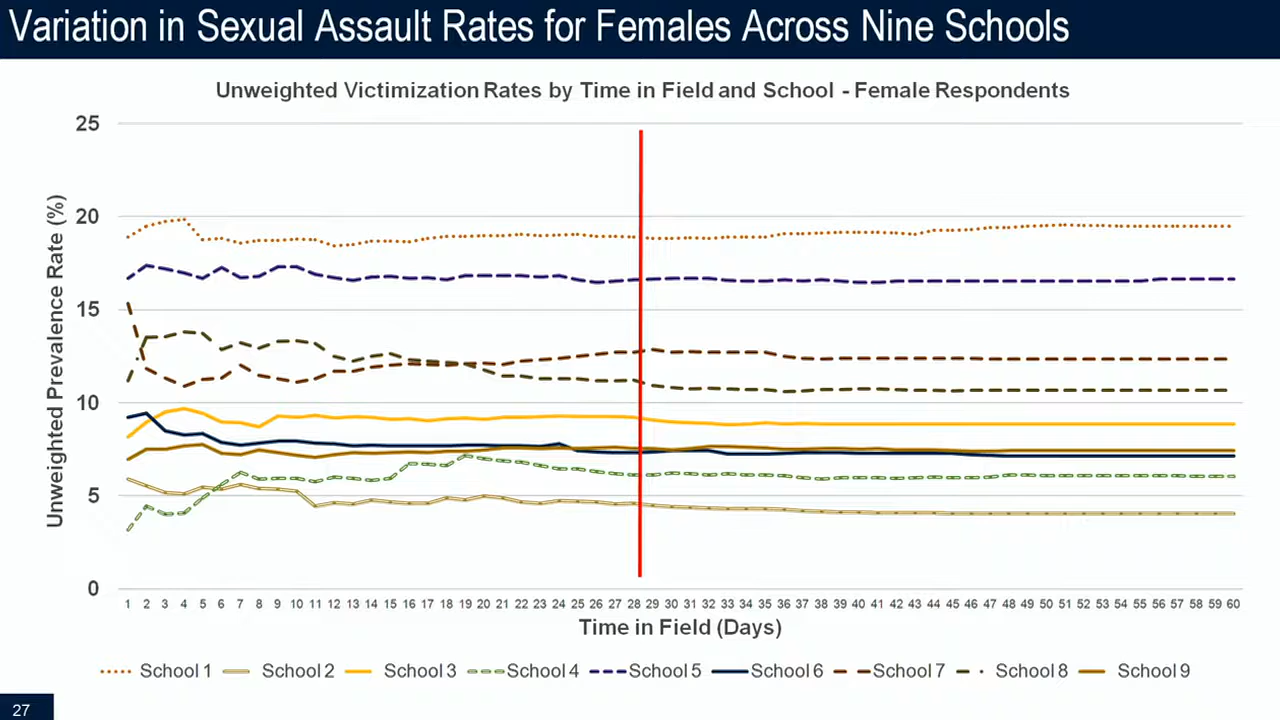 Variation in Sexual Assault Rates for Females Across Nine Schools
Unweighted Victimization Rates by Time in Field and School - Female Respondents
Unweighted Prevalence Rate (%)
25
20
15
10
5
0
1 2 3 4 5 6 7 8 9 10 11 12 13 14 15 16 17 18 19 20 21 22 23 24 25 26 27 28 29 30 31 32 33 34 35 36 37 38 39 40 41 42 43 44 45 46 47 48 49 50 51 52 53 54 55 56 57 58 59 60
Time in Field (Days)
School 1 School 2 School 3 School 4 School 5 School 6 School 7 School 8 School 9
27